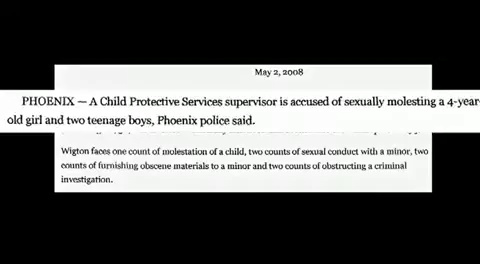 May 2, 2008
PHOENIX — A Child Protective Services supervisor is accused of sexually molesting a 4-year-
old girl and two teenage boys, Phoenix police said.
Wigton faces one count of molestation of a child, two counts of sexual conduct with a minor, two
counts of furnishing obscene materials to a minor and two counts of obstructing a criminal
investigation.